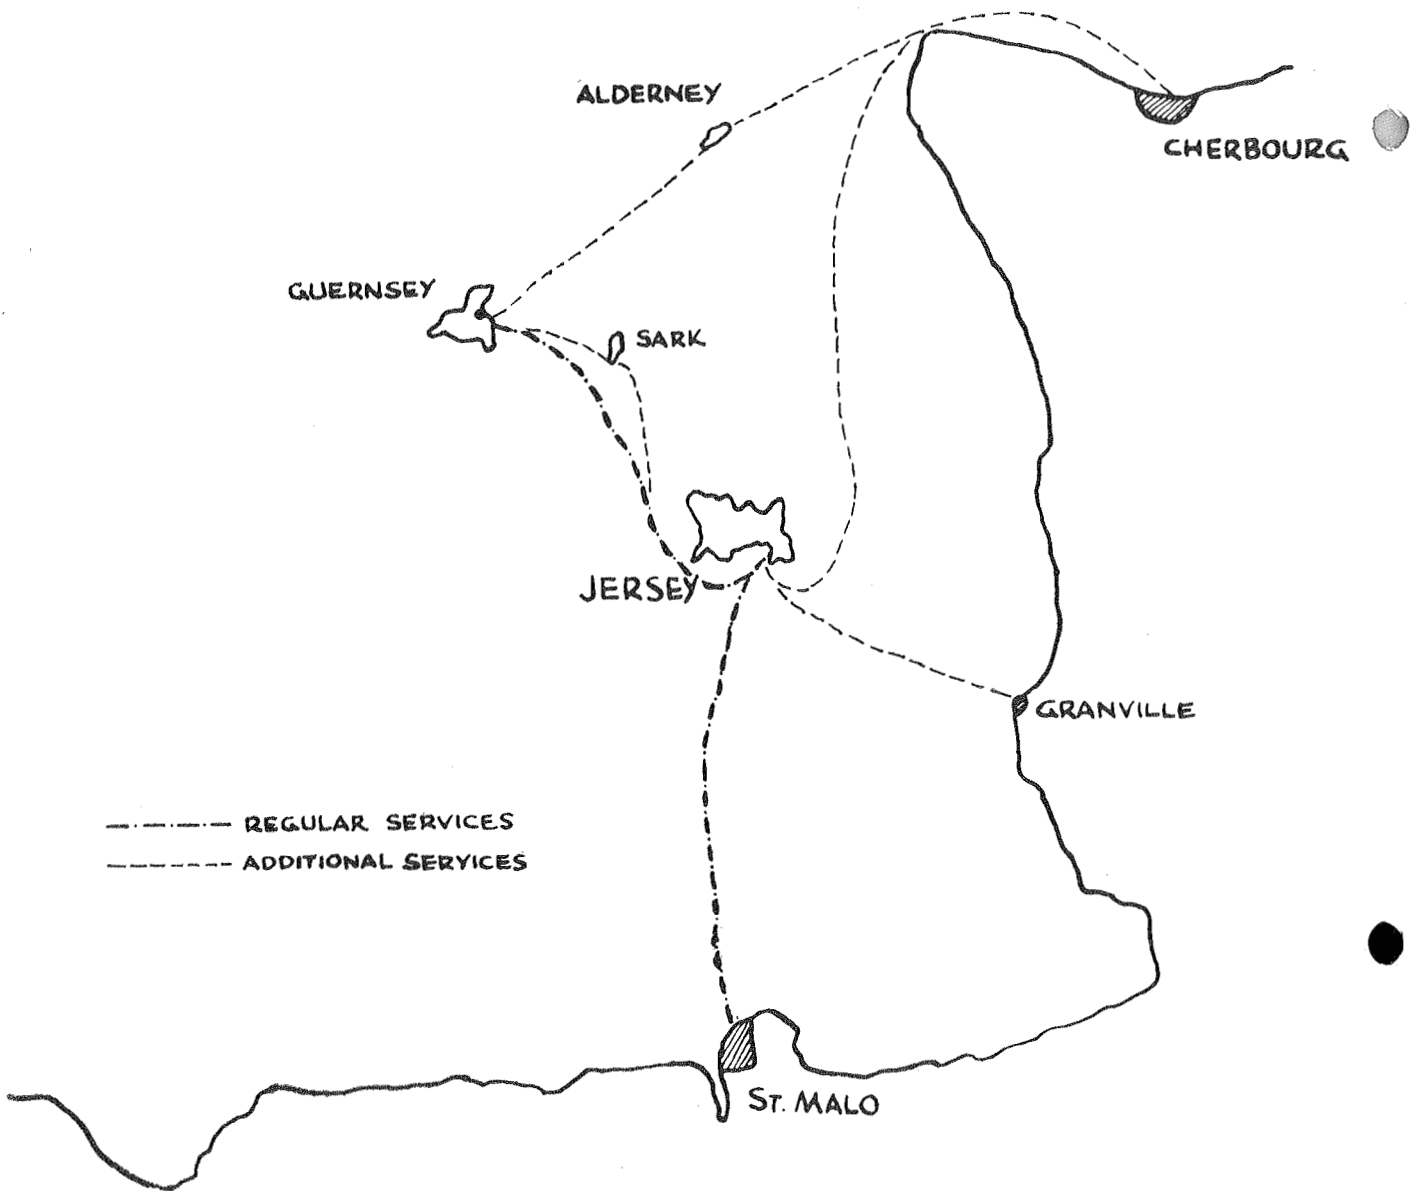 ALDERNEY
CHERBOURG
GUERNSEY
SARK
JERSEY
GRANVILLE
REGULAR SERVICES
ADDITIONAL SERVICES
ST. MALO